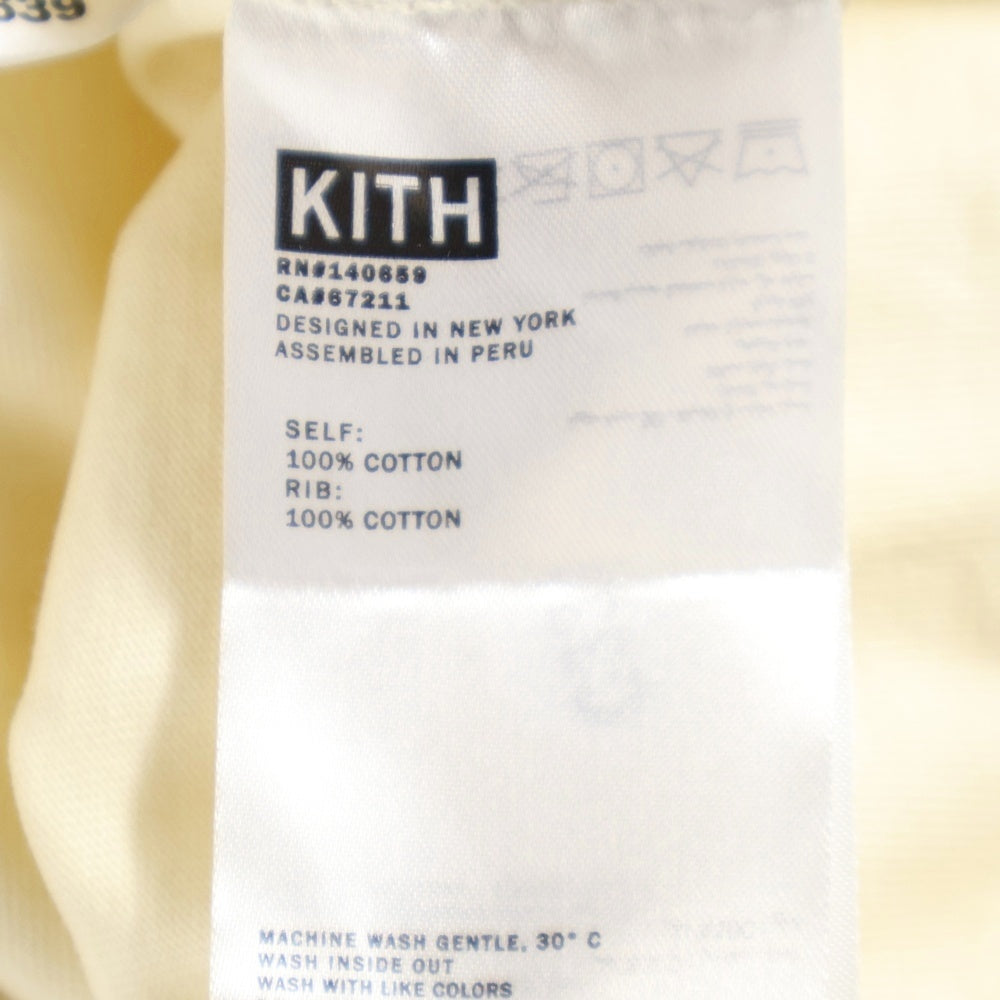 639
KITH
RN#140659
CA#67211
DESIGNED IN NEW YORK
ASSEMBLED IN PERU
SELF:
100% COTTON
RIB:
100% COTTON
MACHINE WASH GENTLE, 30° C
WASH INSIDE OUT
WASH WITH LIKE COLORS